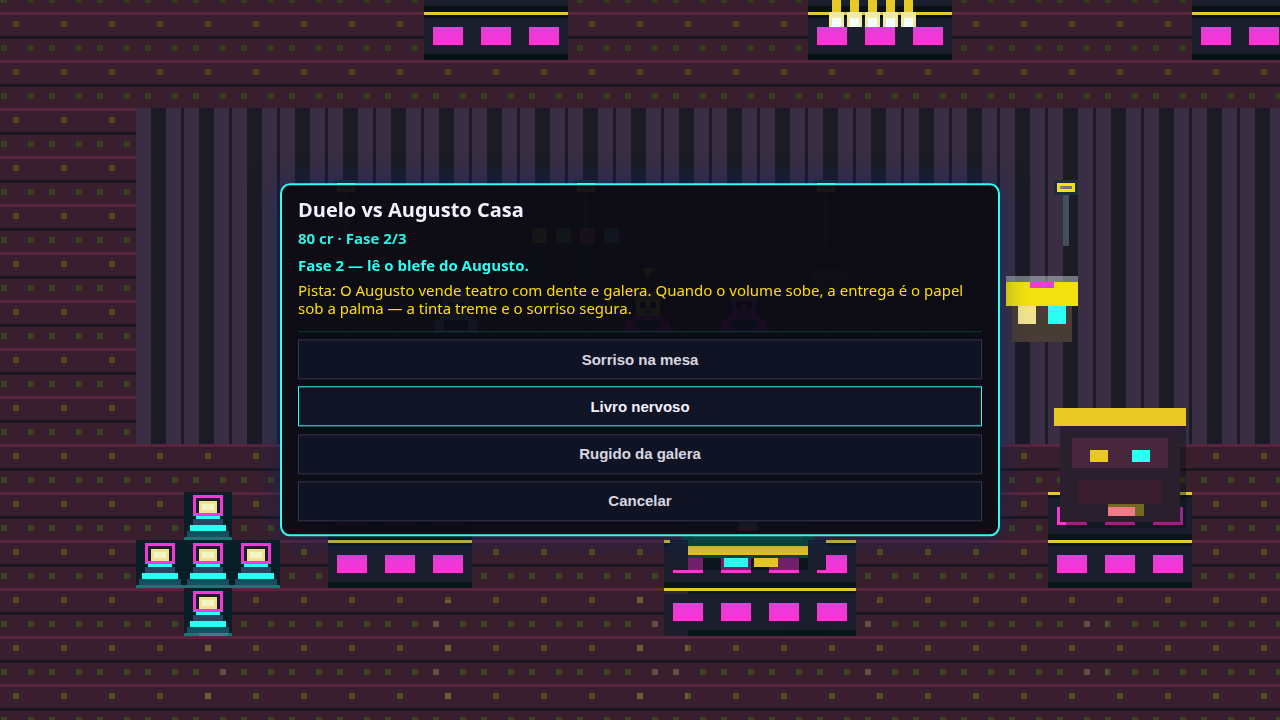 Duelo vs Augusto Casa
80 cr · Fase 2/3
Fase 2 — lê o blefe do Augusto.
Pista: O Augusto vende teatro com dente e galera. Quando o volume sobe, a entrega é o papel
sob a palma — a tinta treme e o sorriso segura.
Sorriso na mesa
Livro nervoso
Rugido da galera
Cancelar